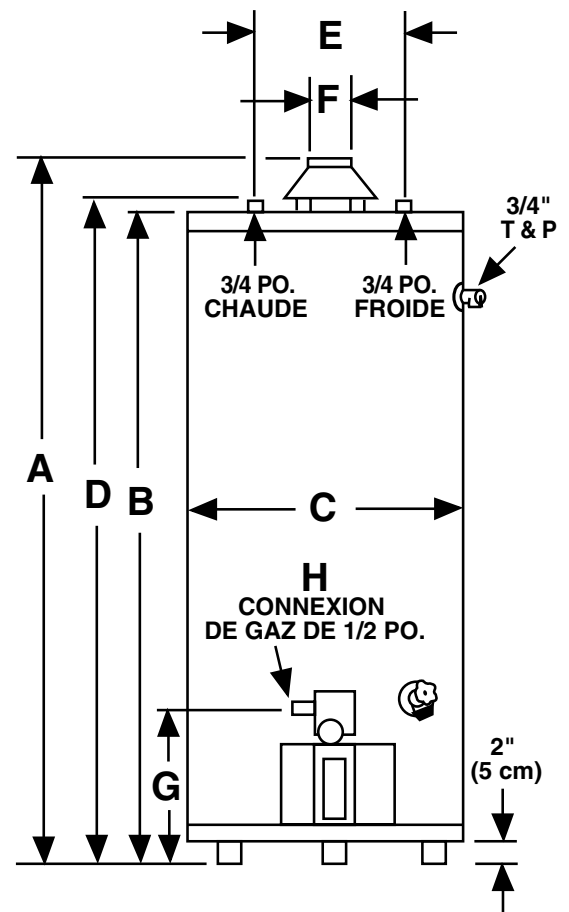 E
F
3/4"
T & P
3/4 PO.
CHAUDE
3/4 PO.
FROIDE
A
D
B
C
H
CONNEXION
DE GAZ DE 1/2 PO.
G
2"
(5 cm)